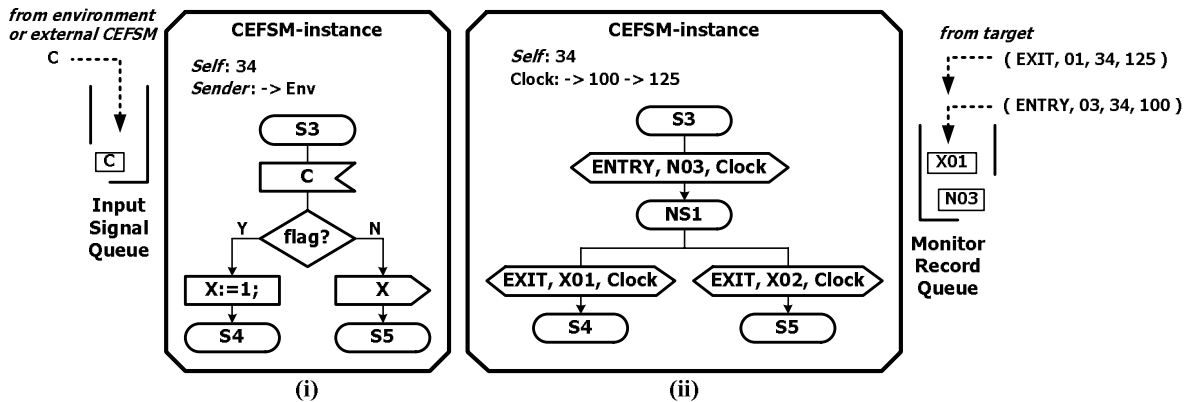 from environment
or external CEFSM
C
C
Input
Signal
Queue
CEFSM-instance
Self: 34
Sender: -> Env
S3
C
flag?
Y
N
X:=1;
X
S4
S5
(i)
CEFSM-instance
Self: 34
Clock: -> 100 -> 125
S3
ENTRY, N03, Clock
NS1
EXIT, X01, Clock
EXIT, X02, Clock
S4
S5
(ii)
from target
( EXIT, 01, 34, 125 )
( ENTRY, 03, 34, 100 )
X01
N03
Monitor
Record
Queue